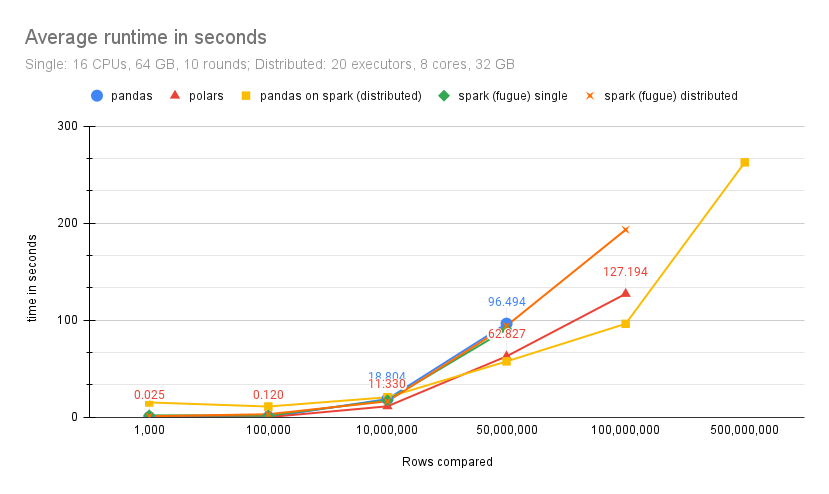 Average runtime in seconds
Single: 16 CPUs, 64 GB, 10 rounds; Distributed: 20 executors, 8 cores, 32 GB
pandas polars pandas on spark (distributed) spark (fugue) single spark (fugue) distributed
300
200
100
0
time in seconds
96.494
127.194
62.827
18.804
11.330
0.025
0.120
1,000 100,000 10,0000,000 50,0000,000 100,000,000 500,000,000
Rows compared